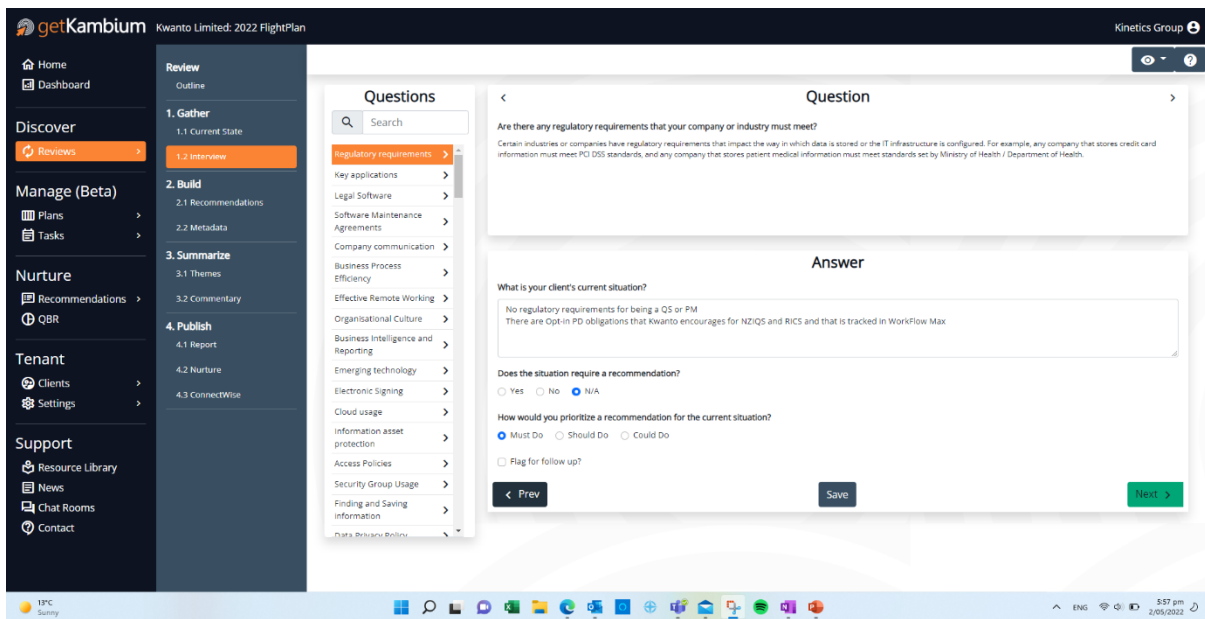 getKambium
Kwanto Limited: 2022 FlightPlan
Kinetics Group
Home
Dashboard
Discover
Reviews
Manage (Beta)
Plans
Tasks
Nurture
Recommendations
QBR
Tenant
Clients
Settings
Support
Resource Library
News
Chat Rooms
Contact
Review
Outline
1. Gather
1.1 Current State
1.2 Interview
2. Build
2.1 Recommendations
2.2 Metadata
3. Summarize
3.1 Themes
3.2 Commentary
4. Publish
4.1 Report
4.2 Nurture
4.3 ConnectWise
Questions
Search
Regulatory requirements
Key applications
Legal Software
Software Maintenance
Agreements
Company communication
Business Process
Efficiency
Effective Remote Working
Organisational Culture
Business Intelligence and
Reporting
Emerging technology
Electronic Signing
Cloud usage
Information asset
protection
Access Policies
Security Group Usage
Finding and Saving
information
Data Privacy Policy
Question
Are there any regulatory requirements that your company or industry must meet?
Certain industries or companies have regulatory requirements that impact the way in which data is stored or the IT infrastructure is configured. For example, any company that stores credit card
information must meet PCI DSS standards, and any company that stores patient medical information must meet standards set by Ministry of Health / Department of Health.
Answer
What is your client's current situation?
No regulatory requirements for being a QS or PM
There are Opt-in PD obligations that Kwanto encourages for NZIQS and RICS and that is tracked in WorkFlow Max
Does the situation require a recommendation?
Yes No N/A
How would you prioritize a recommendation for the current situation?
Must Do Should Do Could Do
Flag for follow up?
Prev Save Next
13°C
Sunny
ENG
5:57 pm
2/05/2022